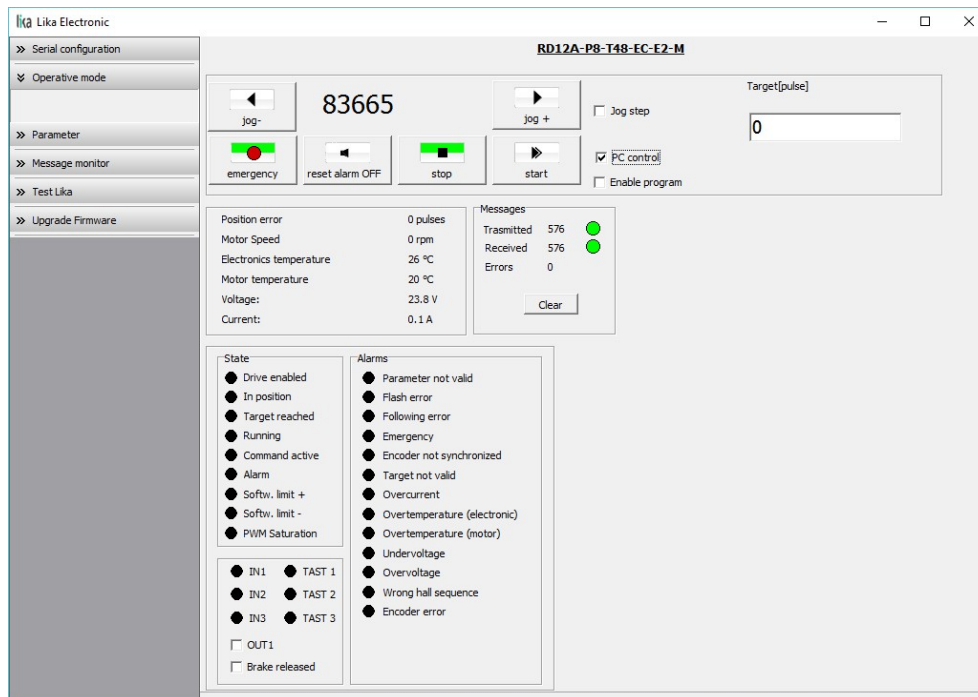 lika Lika Electronic
Serial configuration
Operative mode
Parameter
Message monitor
Test Lika
Upgrade Firmware
RD12A-P8-T48-EC-E2-M
jog-
83665
jog +
Jog step
Target[pulse]
0
emergency
reset alarm OFF
stop
start
PC control
Enable program
Position error 0 pulses
Motor Speed 0 rpm
Electronics temperature 26 ºC
Motor temperature 20 ºC
Voltage: 23.8 V
Current: 0.1 A
Messages
Trasmitted 576
Received 576
Errors 0
Clear
State
Drive enabled
In position
Target reached
Running
Command active
Alarm
Softw. limit +
Softw. limit -
PWM Saturation
IN1 TAST 1
IN2 TAST 2
IN3 TAST 3
OUT1
Brake released
Alarms
Parameter not valid
Flash error
Following error
Emergency
Encoder not synchronized
Target not valid
Overcurrent
Overtemperature (electronic)
Overtemperature (motor)
Undervoltage
Overvoltage
Wrong hall sequence
Encoder error